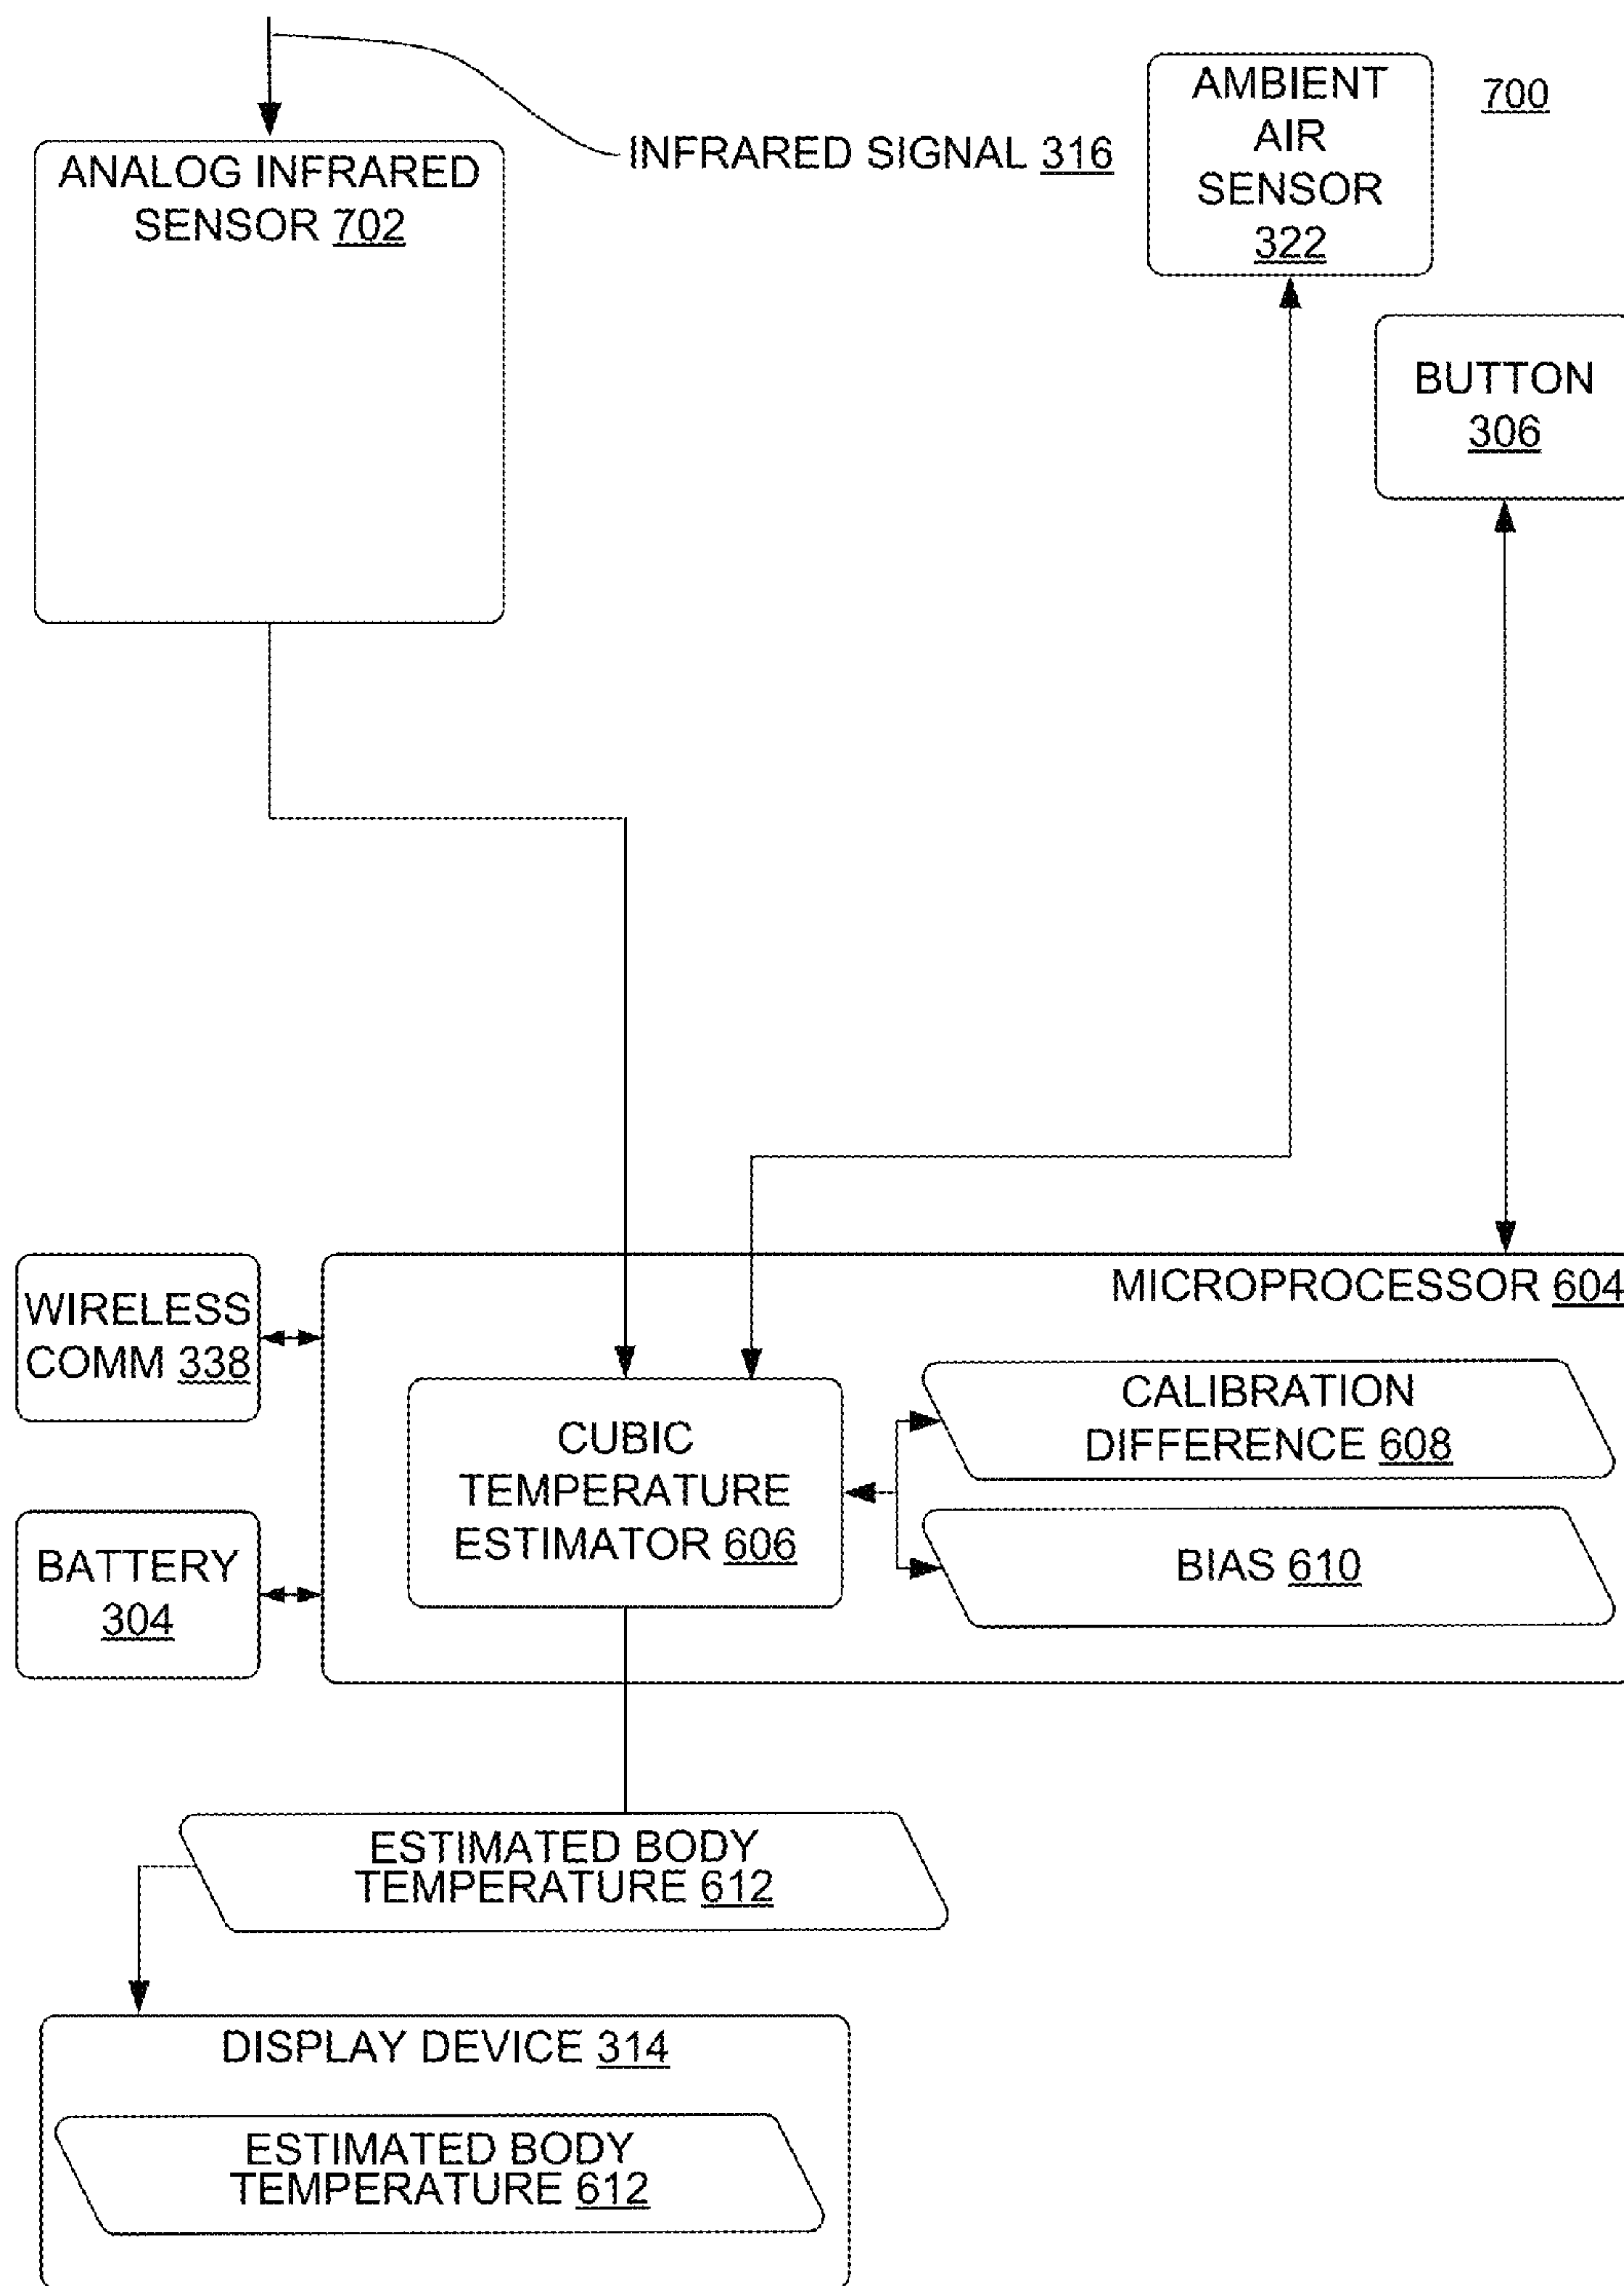 AMBIENT
AIR
SENSOR
322
700
INFRARED SIGNAL 316
ANALOG INFRARED
SENSOR 702
BUTTON
306
MICROPROCESSOR 604
WIRELESS
COMM 338
CALIBRATION
DIFFERENCE 608
CUBIC
TEMPERATURE
ESTIMATOR 606
BIAS 610
BATTERY
304
ESTIMATED BODY
TEMPERATURE 612
DISPLAY DEVICE 314
ESTIMATED BODY
TEMPERATURE 612